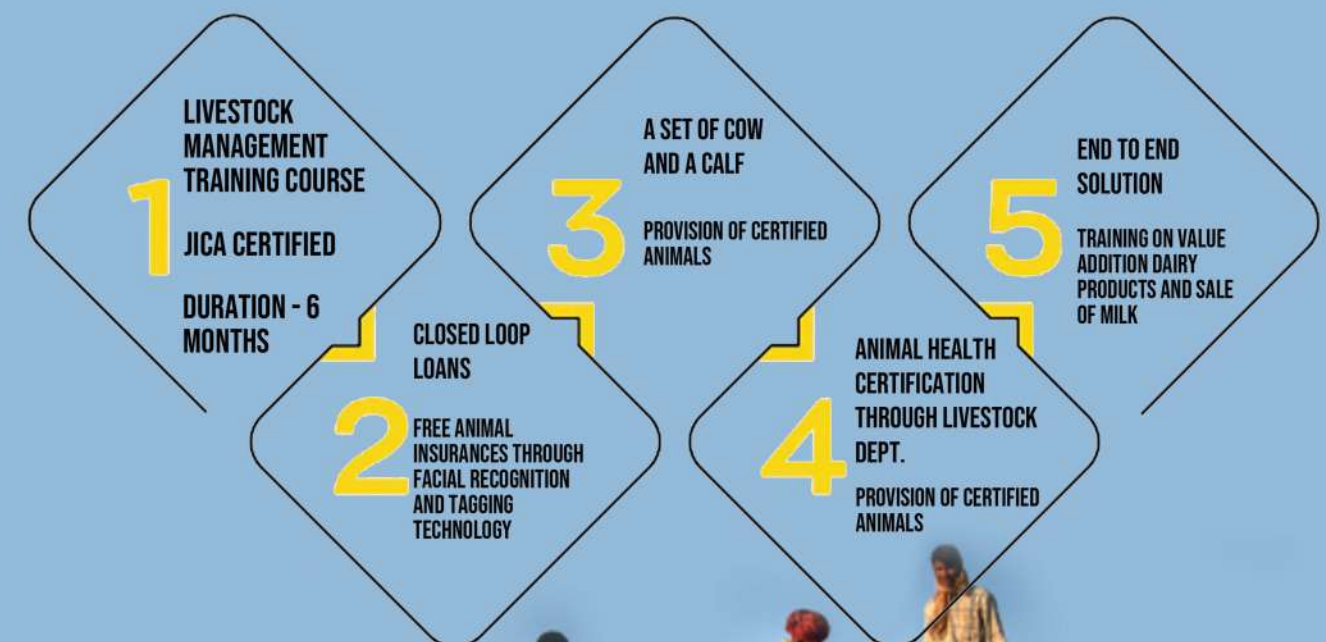 1
LIVESTOCK
MANAGEMENT
TRAINING COURSE
JICA CERTIFIED
DURATION - 6
MONTHS
2
CLOSED LOOP
LOANS
FREE ANIMAL
INSURANCES THROUGH
FACIAL RECOGNITION
AND TAGGING
TECHNOLOGY
3
A SET OF COW
AND A CALF
PROVISION OF CERTIFIED
ANIMALS
4
ANIMAL HEALTH
CERTIFICATION
THROUGH LIVESTOCK
DEPT.
PROVISION OF CERTIFIED
ANIMALS
5
END TO END
SOLUTION
TRAINING ON VALUE
ADDITION DAIRY
PRODUCTS AND SALE
OF MILK